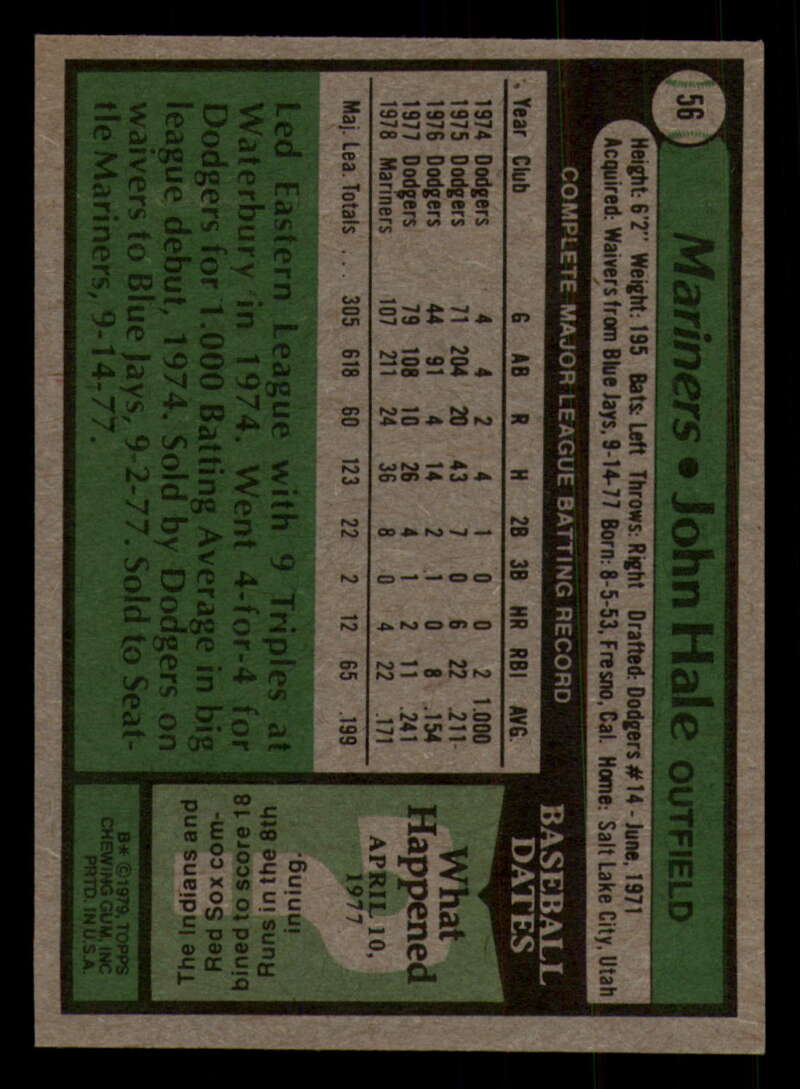 56
Mariners • John Hale OUTFIELD
Height: 6'2" Weight: 195 Bats: Left Throws: Right Drafted: Dodgers #14 - June, 1971
Acquired: Waivers from Blue Jays, 9-14-77 Born: 8-5-53, Fresno, Cal. Home: Salt Lake City, Utah
COMPLETE MAJOR LEAGUE BATTING RECORD
Year Club G AB R H 2B 3B HR RBI AVG.
1974 Dodgers 4 4 2 4 1 0 0 2 1.000
1975 Dodgers 71 204 20 43 7 0 6 22 .211
1976 Dodgers 44 91 4 14 2 1 0 8 .154
1977 Dodgers 79 108 10 26 4 1 2 11 .241
1978 Mariners 107 211 24 36 8 0 4 22 .171
Maj. Lea. Totals . . . 305 618 60 123 22 2 12 65 .199
Led Eastern League with 9 Triples at
Waterbury in 1974. Went 4-for-4 for
Dodgers for 1.000 Batting Average in big
league debut, 1974. Sold by Dodgers on
waivers to Blue Jays, 9-2-77. Sold to Seat-
tle Mariners, 9-14-77.
BASEBALL
DATES
What
Happened
APRIL 10,
1977
?
The Indians and
Red Sox com-
bined to score 18
Runs in the 8th
inning.
B* ©1979, TOPPS
CHEWING GUM, INC
PRTD. IN U.S.A.